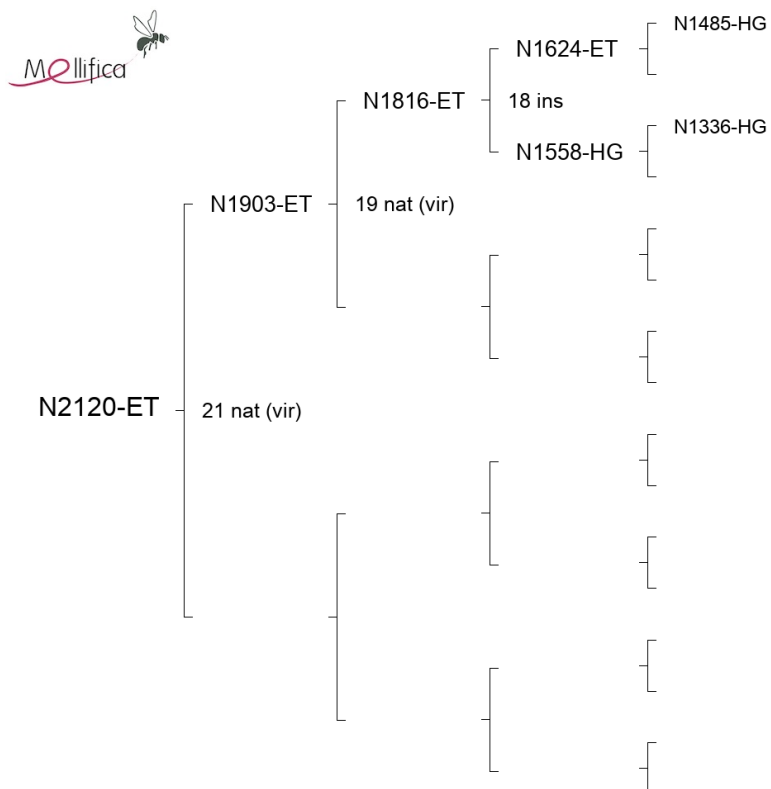 Mellifica
N1485-HG
N1624-ET
N1816-ET
18 ins
N1336-HG
N1558-HG
N1903-ET
19 nat (vir)
N2120-ET
21 nat (vir)